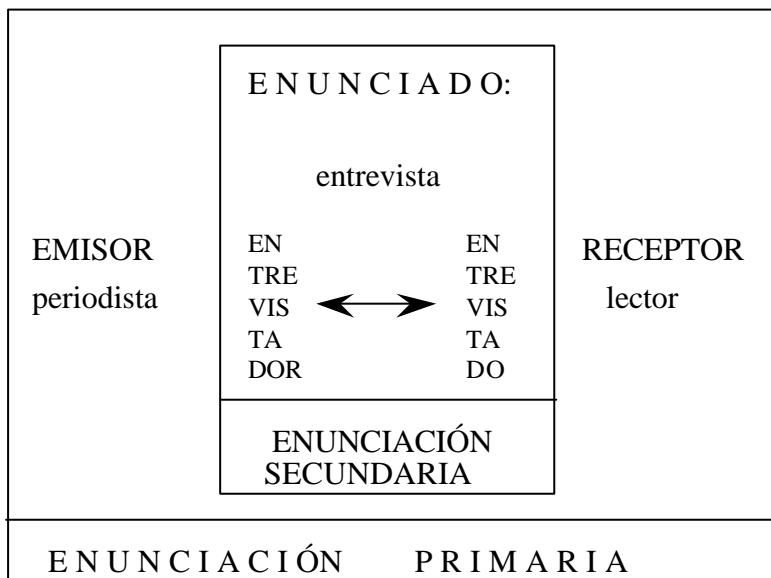 E N U N C I A D O:
entrevista
EMISOR
periodista
EN
TRE
VIS
TA
DOR
EN
TRE
VIS
TA
DO
RECEPTOR
lector
ENUNCIACIÓN
SECUNDARIA
E N U N C I A C I Ó N P R I M A R I A